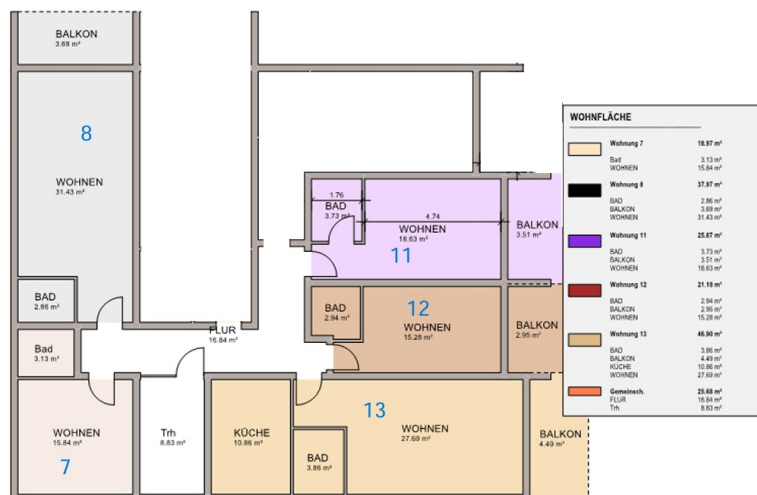 BALKON
3.69 m²
8
WOHNEN
31.43 m²
BAD
2.86 m²
Bad
3.13 m²
WOHNEN
15.84 m²
7
Trh
8.83 m²
FLUR
16.84 m²
KÜCHE
10.86 m²
BAD
3.86 m²
13
WOHNEN
27.69 m²
BALKON
4.49 m²
1.76
BAD
3.73 m²
4.74
WOHNEN
18.63 m²
11
BALKON
3.51 m²
BAD
2.94 m²
12
WOHNEN
15.28 m²
BALKON
2.95 m²
WOHNFLÄCHE
Wohnung 7 18.97 m²
Bad 3.13 m²
WOHNEN 15.84 m²
Wohnung 8 37.97 m²
BAD 2.86 m²
BALKON 3.69 m²
WOHNEN 31.43 m²
Wohnung 11 25.87 m²
BAD 3.73 m²
BALKON 3.51 m²
WOHNEN 18.63 m²
Wohnung 12 21.18 m²
BAD 2.94 m²
BALKON 2.95 m²
WOHNEN 15.28 m²
Wohnung 13 46.90 m²
BAD 3.86 m²
BALKON 4.49 m²
KÜCHE 10.86 m²
WOHNEN 27.69 m²
Gemeinsch. 25.68 m²
FLUR 16.84 m²
Trh 8.83 m²